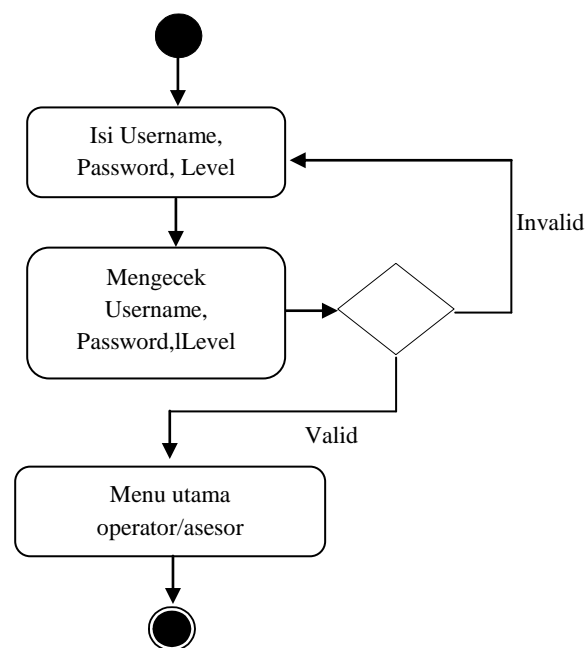 Isi Username,
Password, Level
Invalid
Mengecek
Username,
Password,lLevel
Valid
Menu utama
operator/asesor